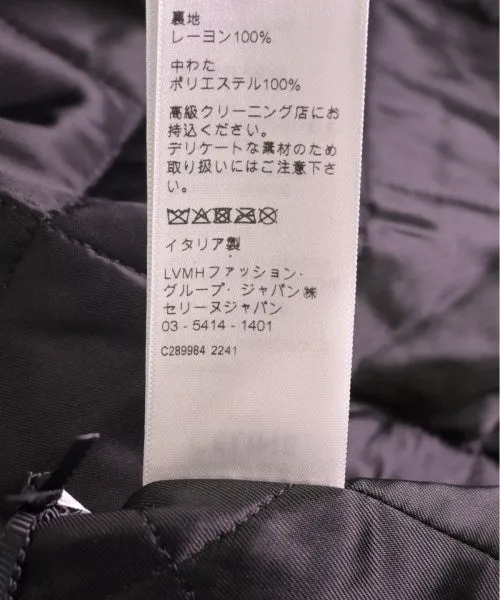 裏地
レーヨン100%
中わた
ポリエステル100%
高級クリーニング店にお
持込ください。
デリケートな素材のため
取り扱いにはご注意下さ
い。
イタリア製
LVMHファッション・
グループ・ジャパン㈱
セリーヌジャパン
03-5414-1401
C289984 2241